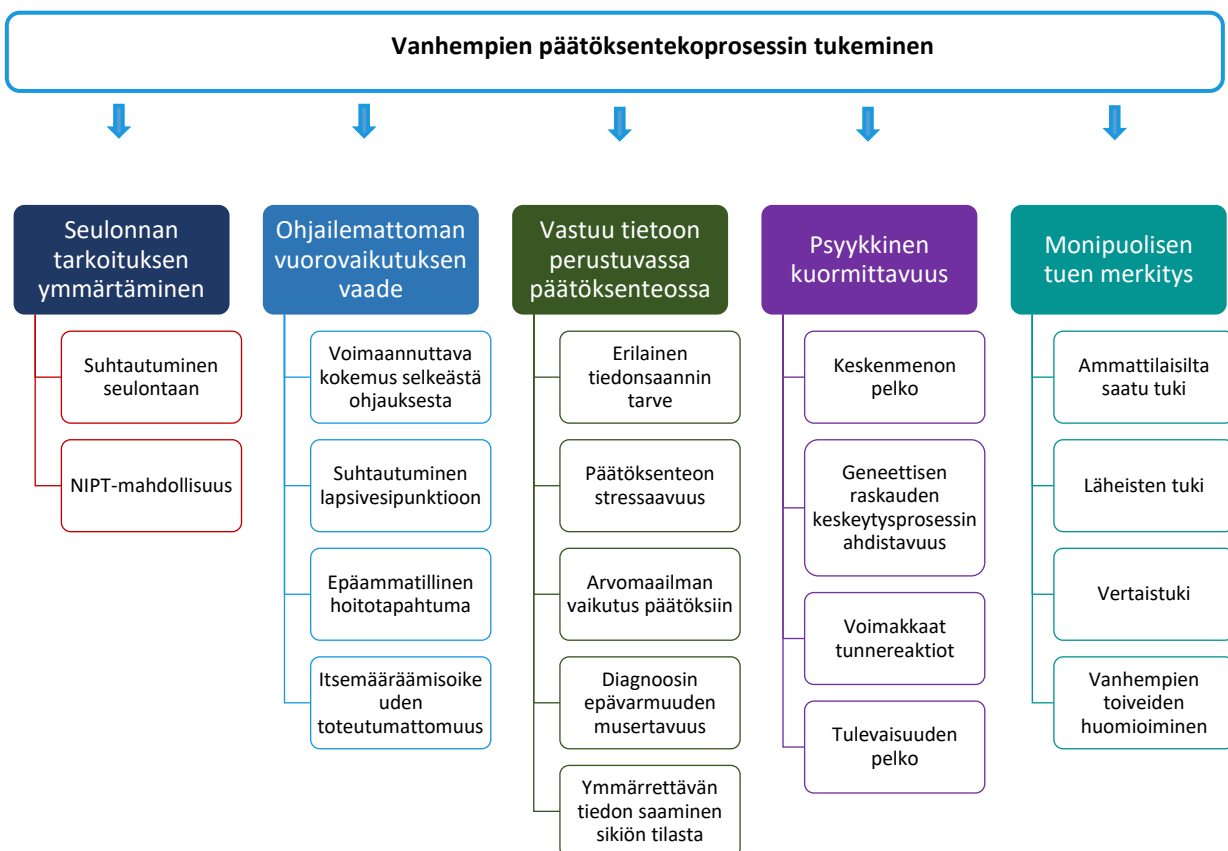 Vanhempien päätöksentekoprosessin tukeminen
Seulonnan
tarkoituksen
ymmärtäminen
Suhtautuminen
seulontaan
NIPT-mahdollisuus
Ohjailemattoman
vuorovaikutuksen
vaade
Voimaannuttava
kokemus selkeästä
ohjauksesta
Suhtautuminen
lapsivesipunktioon
Epäammatillinen
hoitotapahtuma
Itsemääräämisoike
uden
toteutumattomuus
Vastuu tietoon
perustuvassa
päätöksenteossa
Erilainen
tiedonsaannin
tarve
Päätöksenteon
stressaavuus
Arvomaailman
vaikutus päätöksiin
Diagnoosin
epävarmuuden
musertavuus
Ymmärrettävän
tiedon saaminen
sikiön tilasta
Psyykkinen
kuormittavuus
Keskenmenon
pelko
Geneettisen
raskauden
keskeytysprosessin
ahdistavuus
Voimakkaat
tunnereaktiot
Tulevaisuuden
pelko
Monipuolisen
tuen merkitys
Ammattilaisilta
saatu tuki
Läheisten tuki
Vertaistuki
Vanhempien
toiveiden
huomioiminen